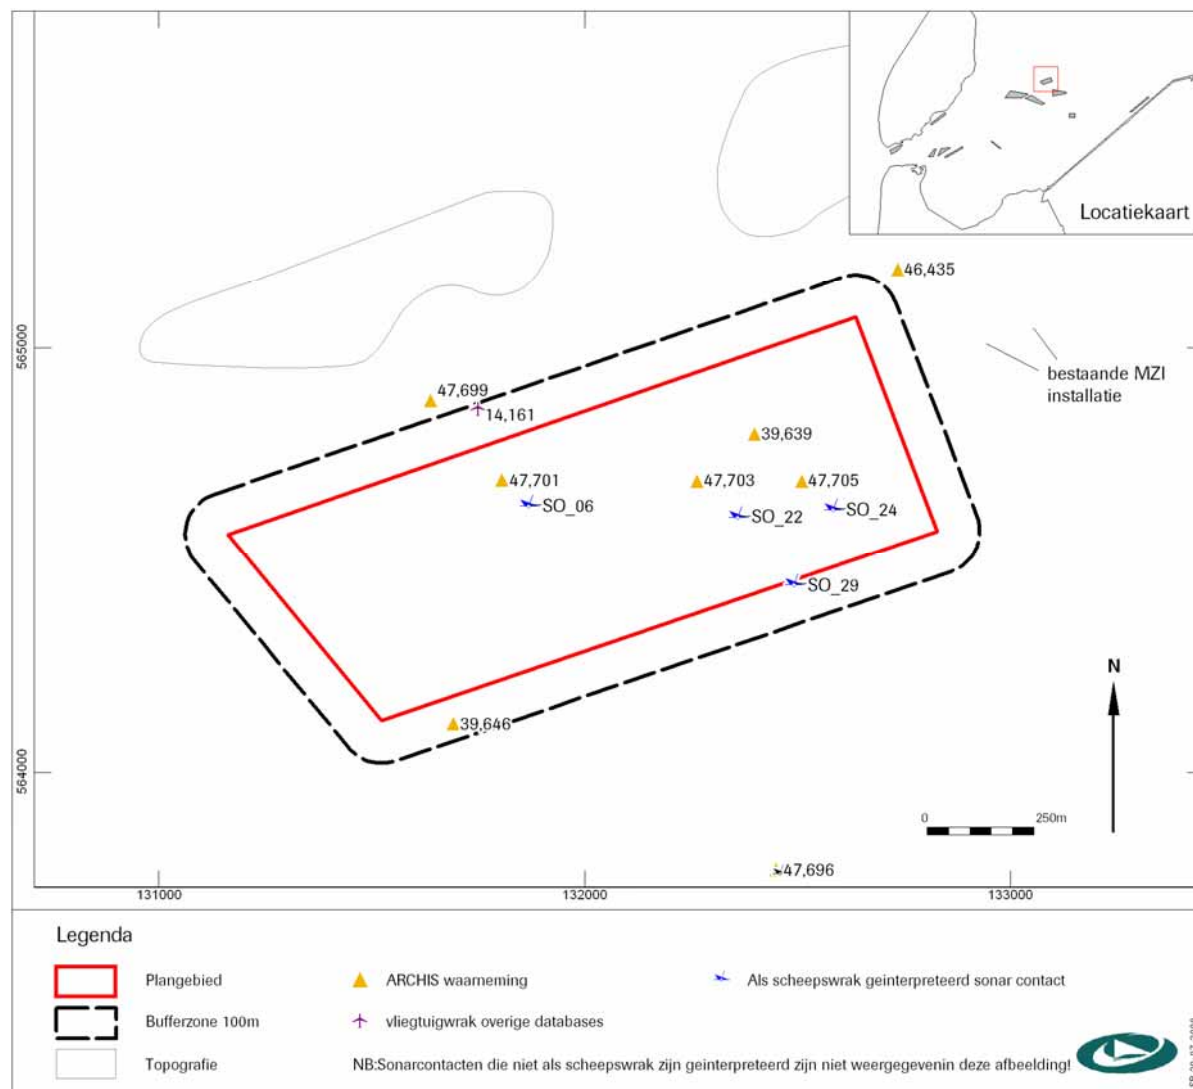 Locatiekaart
46,435
565000
bestaande MZI
installatie
47,699
14,161
39,639
47,701
47,703
47,705
SO_06
SO_22
SO_24
SO_29
N
39,646
564000
0
250m
47,696
131000
132000
133000
Legenda
Plangebied
ARCHIS waarneming
Als scheepswrak geinterpreteerd sonar contact
Bufferzone 100m
vliegtuigwrak overige databases
Topografie
NB:Sonarcontacten die niet als scheepswrak zijn geinterpreteerd zijn niet weergegevenin deze afbeelding!